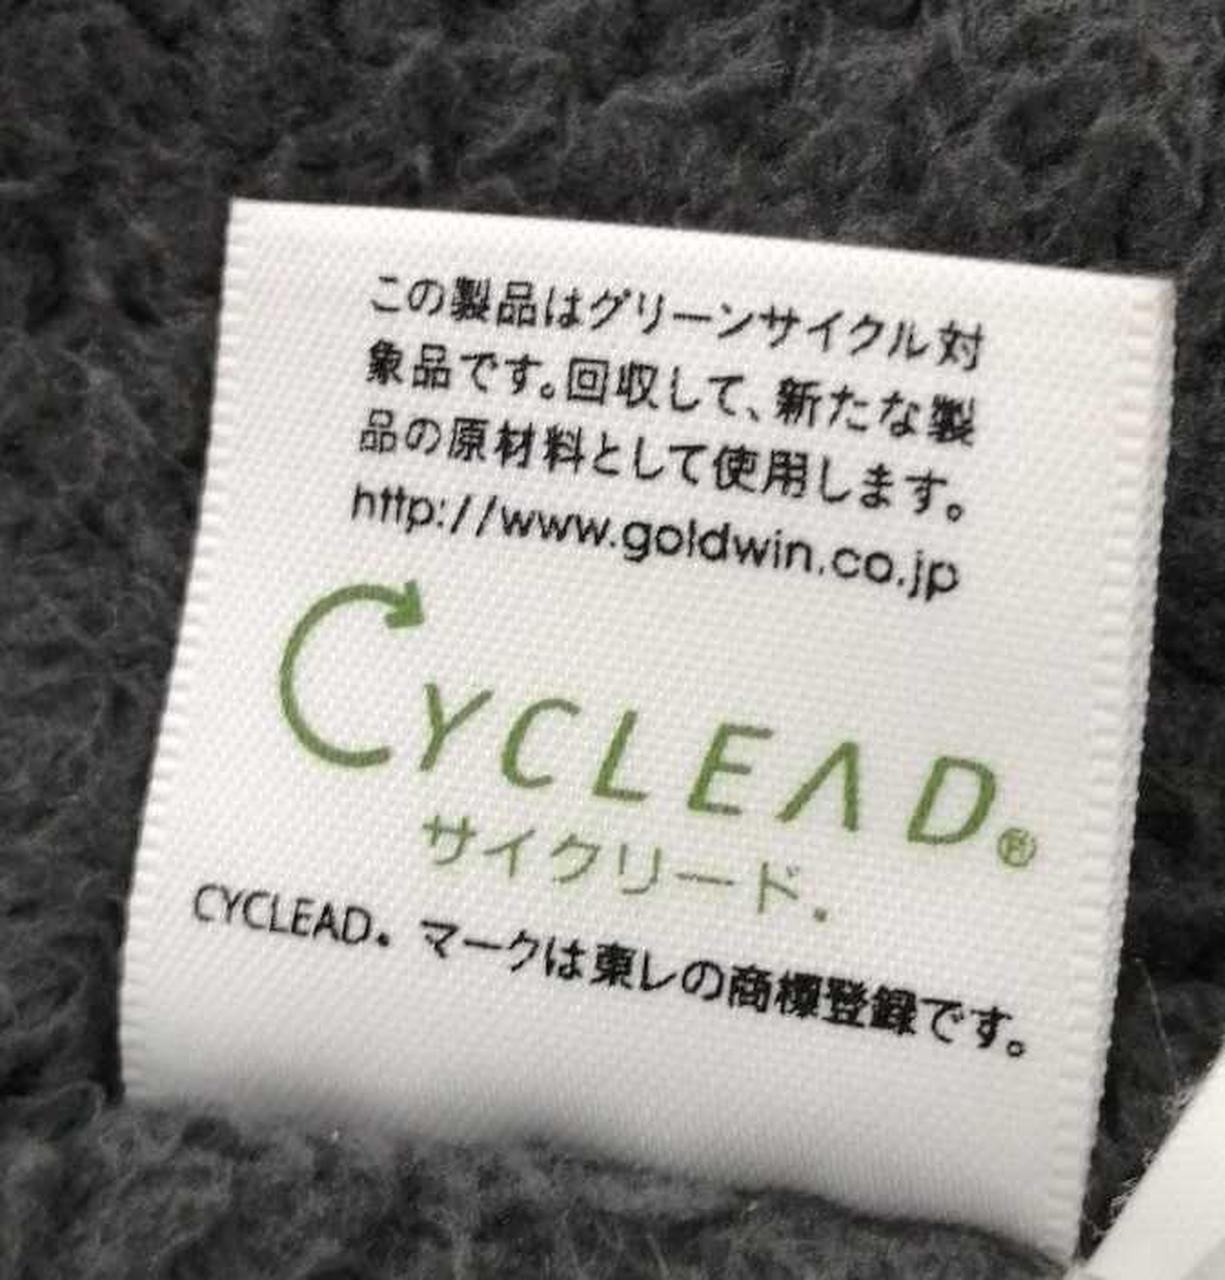 この製品はグリーンサイクル対
象品です。回収して、新たな製
品の原材料として使用します。
http://www.goldwin.co.jp
CYCLEAD®
サイクリード.
CYCLEAD. マークは東レの商標登録です。